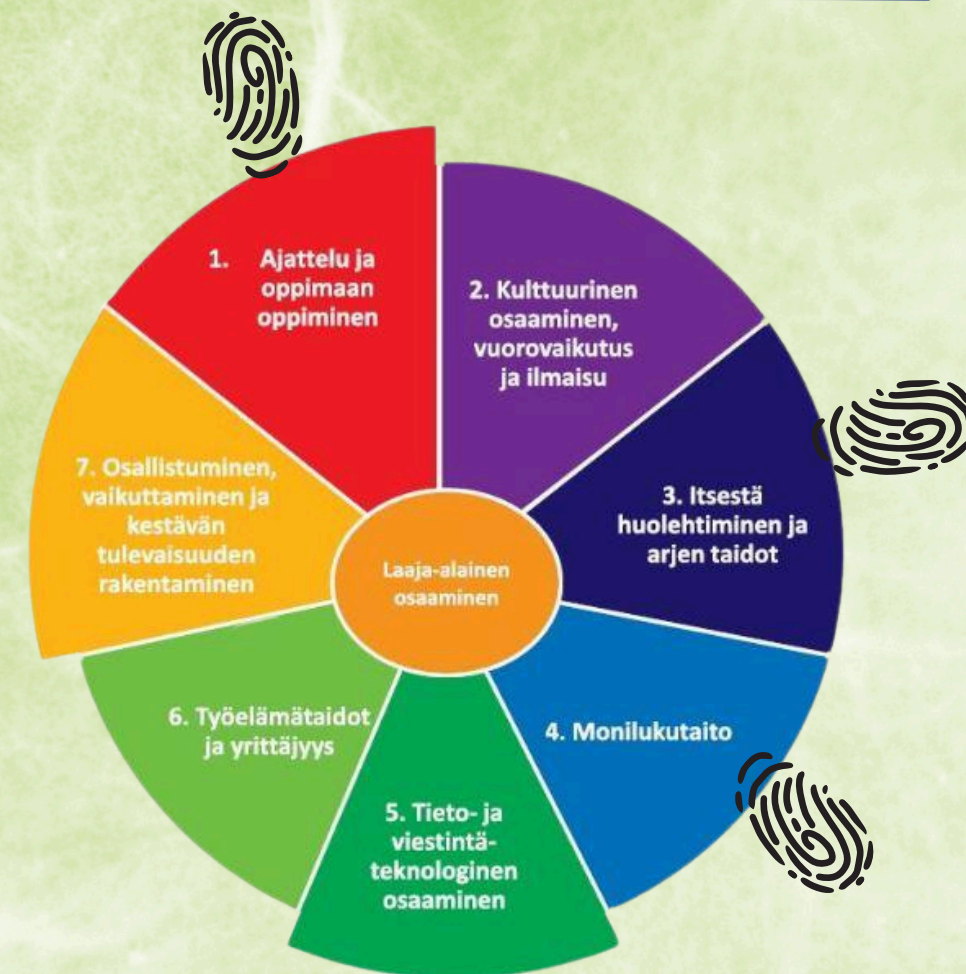 1. Ajattelu ja
oppimaan
oppiminen
2. Kulttuurinen
osaaminen,
vuorovaikutus
ja ilmaisu
3. Itsestä
huolehtiminen ja
arjen taidot
4. Monilukutaito
5. Tieto- ja
viestintä-
teknologinen
osaaminen
6. Työelämätaidot
ja yrittäjyys
7. Osallistuminen,
vaikuttaminen ja
kestävän
tulevaisuuden
rakentaminen
Laaja-alainen
osaaminen